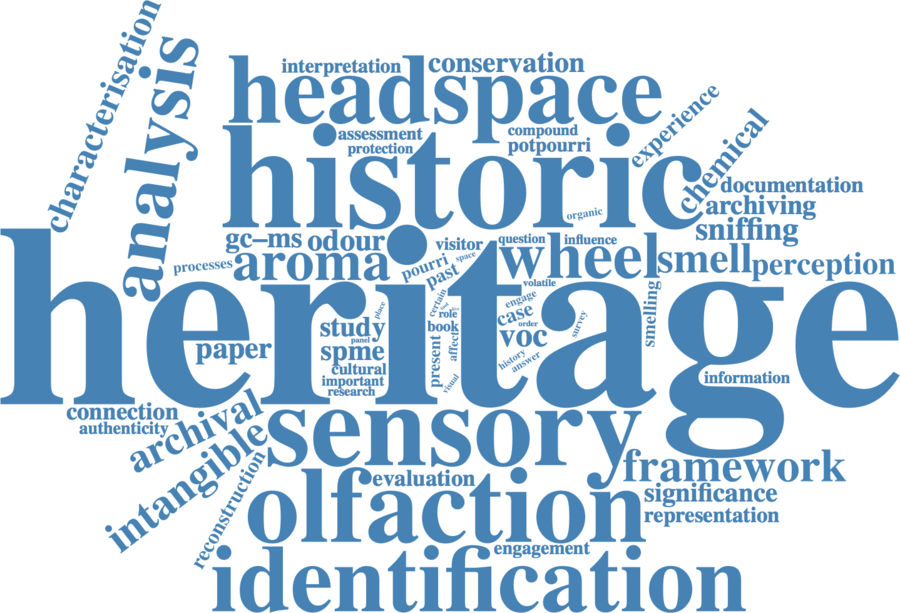 characterisation
analysis
interpretation
conservation
headspace
assessment
protection
compound
potpourri
experience
chemical
historic
organic
documentation
archiving
sniffing
gc–ms
odour
visitor
question
influence
processes
aroma
pourri
space
past
wheel
smell
perception
volatile
heritage
smelling
certain
engage
place
role
case
order
survey
study
panel
book
voc
paper
spme
present
affect
history
answer
cultural
important
research
visual
information
connection
authenticity
archival
sensory
intangible
reconstruction
framework
evaluation
olfaction
significance
representation
engagement
identification